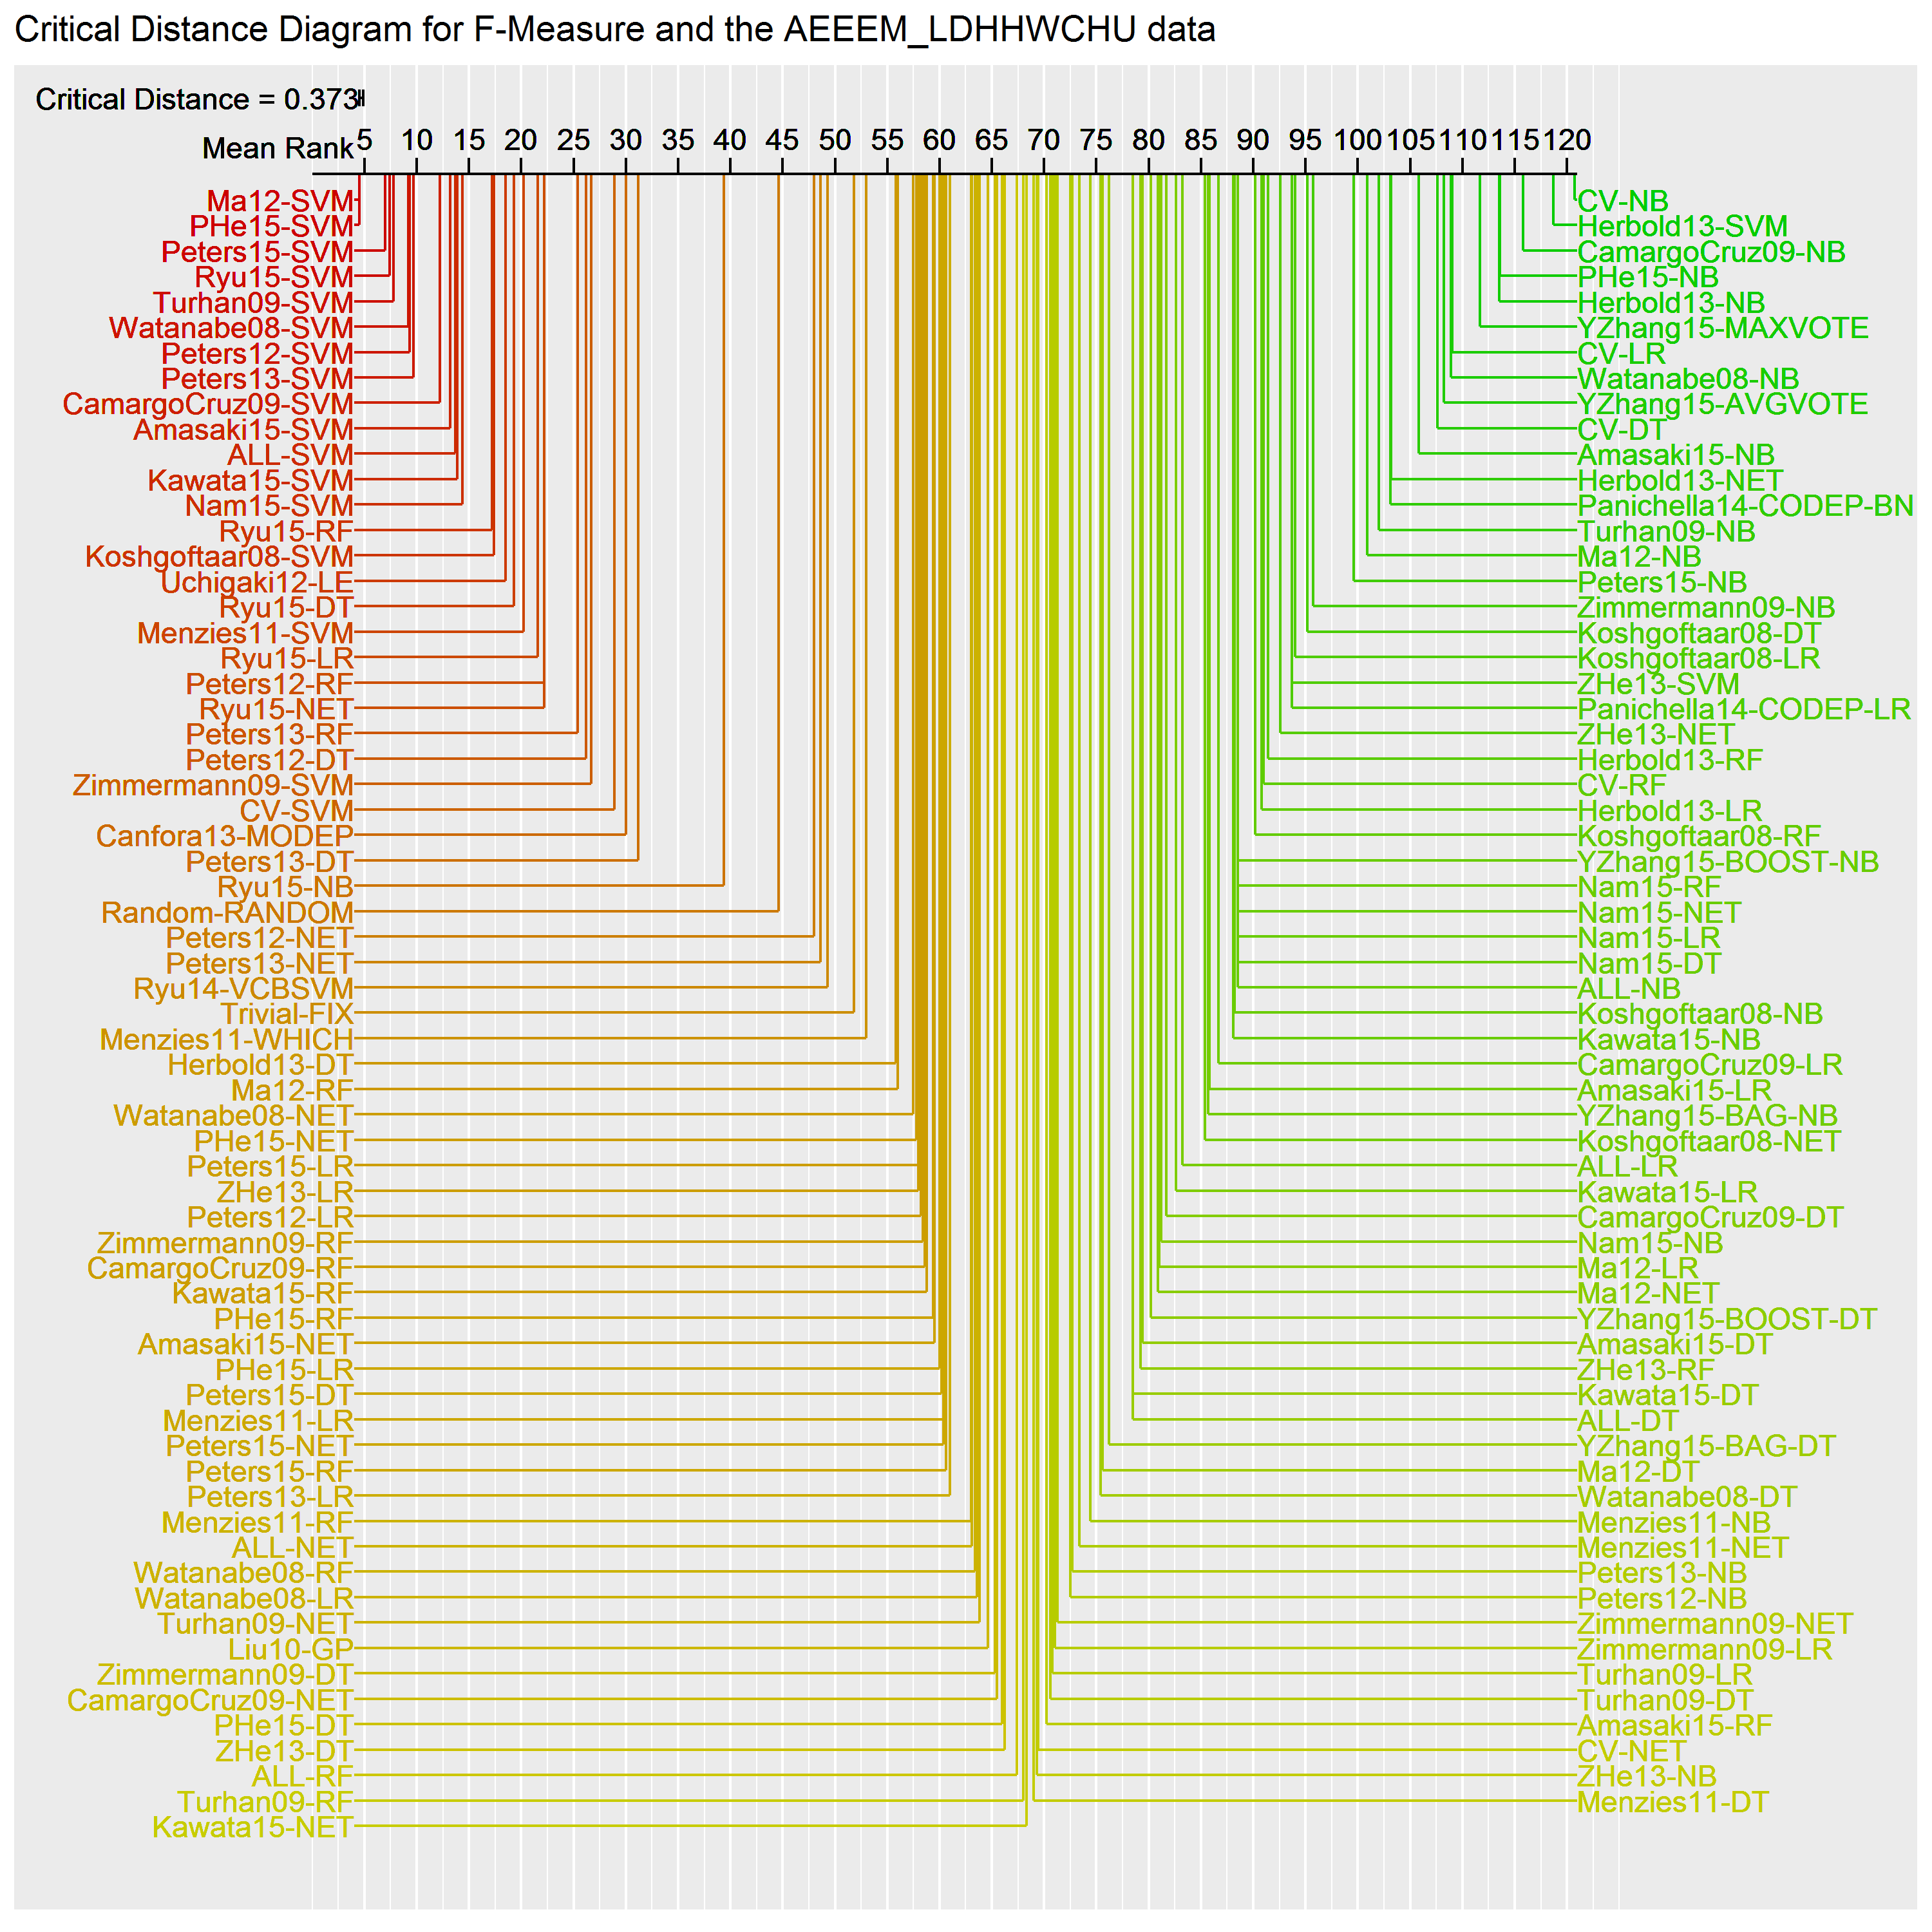 Critical Distance Diagram for F-Measure and the AEEEM_LDHHWCHU data
Critical Distance = 0.373
Mean Rank
5 10 15 20 25 30 35 40 45 50 55 60 65 70 75 80 85 90 95 100 105 110 115 120
Ma12-SVM
PHe15-SVM
Peters15-SVM
Ryu15-SVM
Turhan09-SVM
Watanabe08-SVM
Peters12-SVM
Peters13-SVM
CamargoCruz09-SVM
Amasaki15-SVM
ALL-SVM
Kawata15-SVM
Nam15-SVM
Ryu15-RF
Koshgoftaar08-SVM
Uchigaki12-LE
Ryu15-DT
Menzies11-SVM
Ryu15-LR
Peters12-RF
Ryu15-NET
Peters13-RF
Peters12-DT
Zimmermann09-SVM
CV-SVM
Canfora13-MODEP
Peters13-DT
Ryu15-NB
Random-RANDOM
Peters12-NET
Peters13-NET
Ryu14-VCBSVM
Trivial-FIX
Menzies11-WHICH
Herbold13-DT
Ma12-RF
Watanabe08-NET
PHe15-NET
Peters15-LR
ZHe13-LR
Peters12-LR
Zimmermann09-RF
CamargoCruz09-RF
Kawata15-RF
PHe15-RF
Amasaki15-NET
PHe15-LR
Peters15-DT
Menzies11-LR
Peters15-NET
Peters15-RF
Peters13-LR
Menzies11-RF
ALL-NET
Watanabe08-RF
Watanabe08-LR
Turhan09-NET
Liu10-GP
Zimmermann09-DT
CamargoCruz09-NET
PHe15-DT
ZHe13-DT
ALL-RF
Turhan09-RF
Kawata15-NET
CV-NB
Herbold13-SVM
CamargoCruz09-NB
PHe15-NB
Herbold13-NB
YZhang15-MAXVOTE
CV-LR
Watanabe08-NB
YZhang15-AVGVOTE
CV-DT
Amasaki15-NB
Herbold13-NET
Panichella14-CODEP-BN
Turhan09-NB
Ma12-NB
Peters15-NB
Zimmermann09-NB
Koshgoftaar08-DT
Koshgoftaar08-LR
ZHe13-SVM
Panichella14-CODEP-LR
ZHe13-NET
Herbold13-RF
CV-RF
Herbold13-LR
Koshgoftaar08-RF
YZhang15-BOOST-NB
Nam15-RF
Nam15-NET
Nam15-LR
Nam15-DT
ALL-NB
Koshgoftaar08-NB
Kawata15-NB
CamargoCruz09-LR
Amasaki15-LR
YZhang15-BAG-NB
Koshgoftaar08-NET
ALL-LR
Kawata15-LR
CamargoCruz09-DT
Nam15-NB
Ma12-LR
Ma12-NET
YZhang15-BOOST-DT
Amasaki15-DT
ZHe13-RF
Kawata15-DT
ALL-DT
YZhang15-BAG-DT
Ma12-DT
Watanabe08-DT
Menzies11-NB
Menzies11-NET
Peters13-NB
Peters12-NB
Zimmermann09-NET
Zimmermann09-LR
Turhan09-LR
Turhan09-DT
Amasaki15-RF
CV-NET
ZHe13-NB
Menzies11-DT